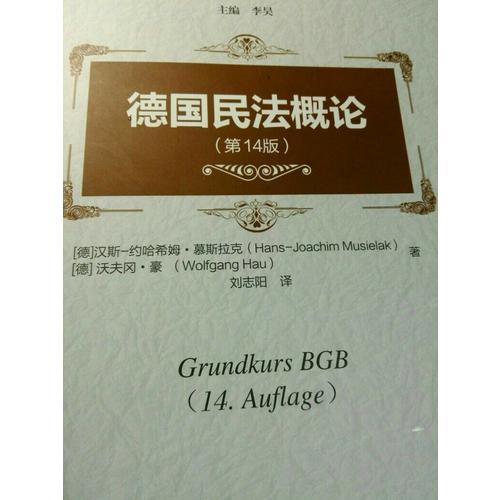 主编 李昊
德国民法概论
（第14版）
[德]汉斯-约哈希姆·慕斯拉克（Hans-Joachim Musielak）
[德] 沃夫冈·豪 （Wolfgang Hau） 著
刘志阳 译
Grundkurs BGB
（14. Auflage）